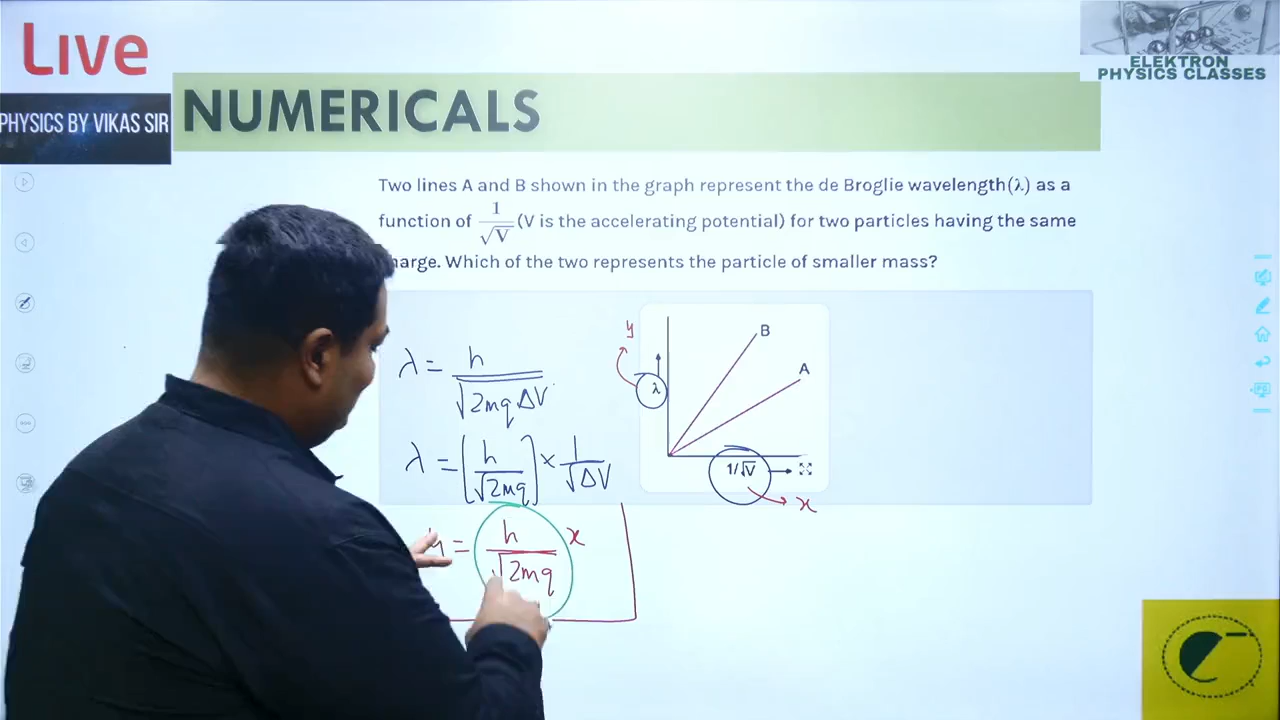 Live
ELEKTRON
PHYSICS CLASSES
PHYSICS BY VIKAS SIR
NUMERICALS
Two lines A and B shown in the graph represent the de Broglie wavelength(λ) as a
function of 1/√V (V is the accelerating potential) for two particles having the same
harge. Which of the two represents the particle of smaller mass?
λ = h/√2mqΔV
λ = [h/√2mq] × 1/√ΔV
= h/√2mq x
y
λ
B
A
1/√V
x